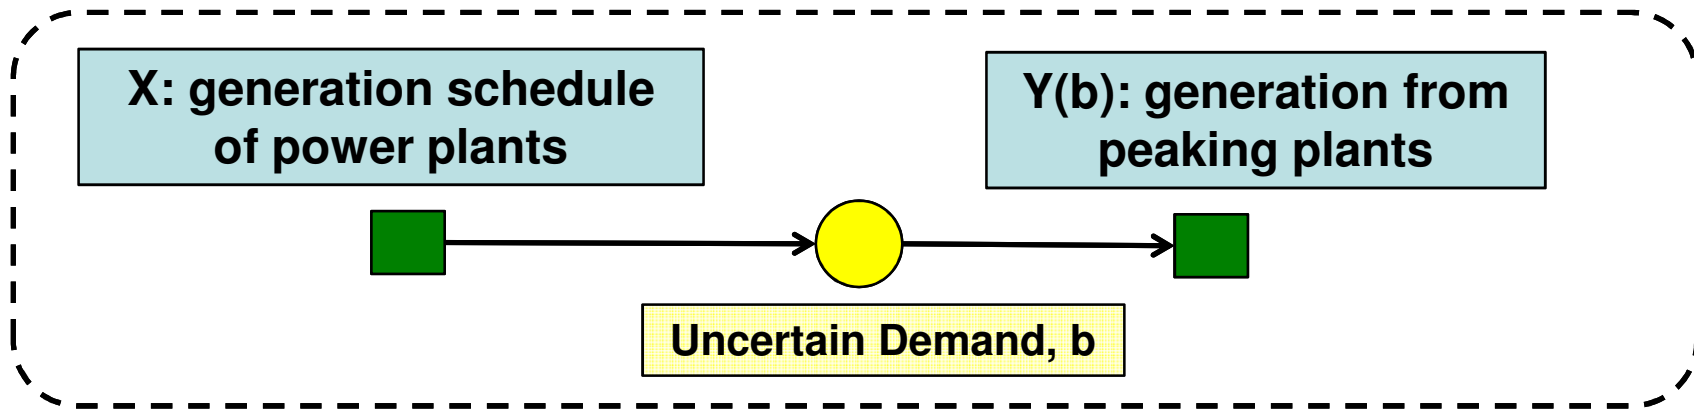 X: generation schedule
of power plants
Y(b): generation from
peaking plants
Uncertain Demand, b